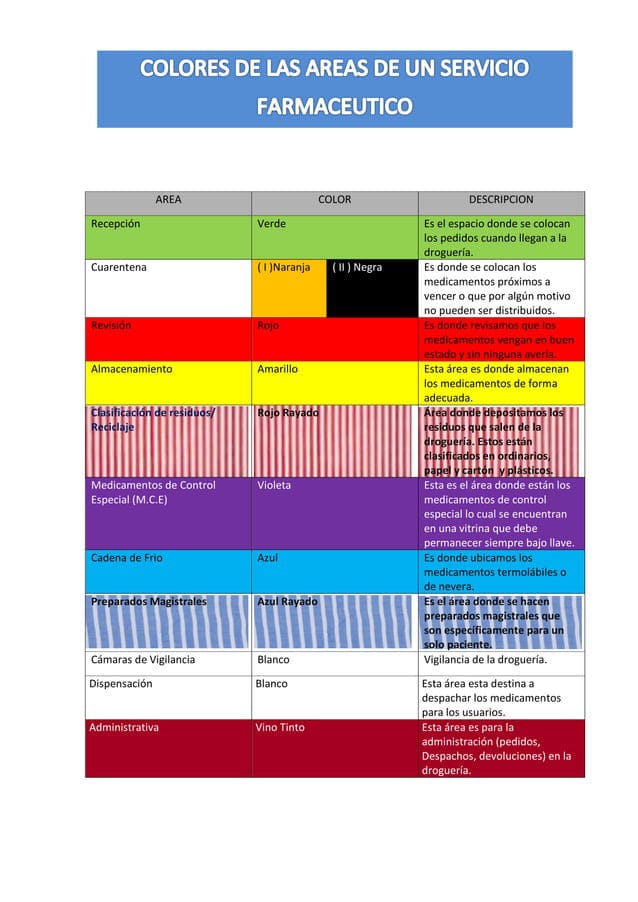 COLORES DE LAS AREAS DE UN SERVICIO
FARMACEUTICO
AREA COLOR DESCRIPCION
Recepción Verde Es el espacio donde se colocan
los pedidos cuando llegan a la
droguería.
Cuarentena ( I )Naranja ( II ) Negra Es donde se colocan los
medicamentos próximos a
vencer o que por algún motivo
no pueden ser distribuidos.
Revisión Rojo Es donde revisamos que los
medicamentos vengan en buen
estado y sin ninguna avería.
Almacenamiento Amarillo Esta área es donde almacenan
los medicamentos de forma
adecuada.
Clasificación de residuos/ Rojo Rayado Área donde depositamos los
Reciclaje residuos que salen de la
droguería. Estos están
clasificados en ordinarios,
papel y cartón y plásticos.
Medicamentos de Control Violeta Esta es el área donde están los
Especial (M.C.E) medicamentos de control
especial lo cual se encuentran
en una vitrina que debe
permanecer siempre bajo llave.
Cadena de Frio Azul Es donde ubicamos los
medicamentos termolábiles o
de nevera.
Preparados Magistrales Azul Rayado Es el área donde se hacen
preparados magistrales que
son específicamente para un
solo paciente.
Cámaras de Vigilancia Blanco Vigilancia de la droguería.
Dispensación Blanco Esta área esta destina a
despachar los medicamentos
para los usuarios.
Administrativa Vino Tinto Esta área es para la
administración (pedidos,
Despachos, devoluciones) en la
droguería.